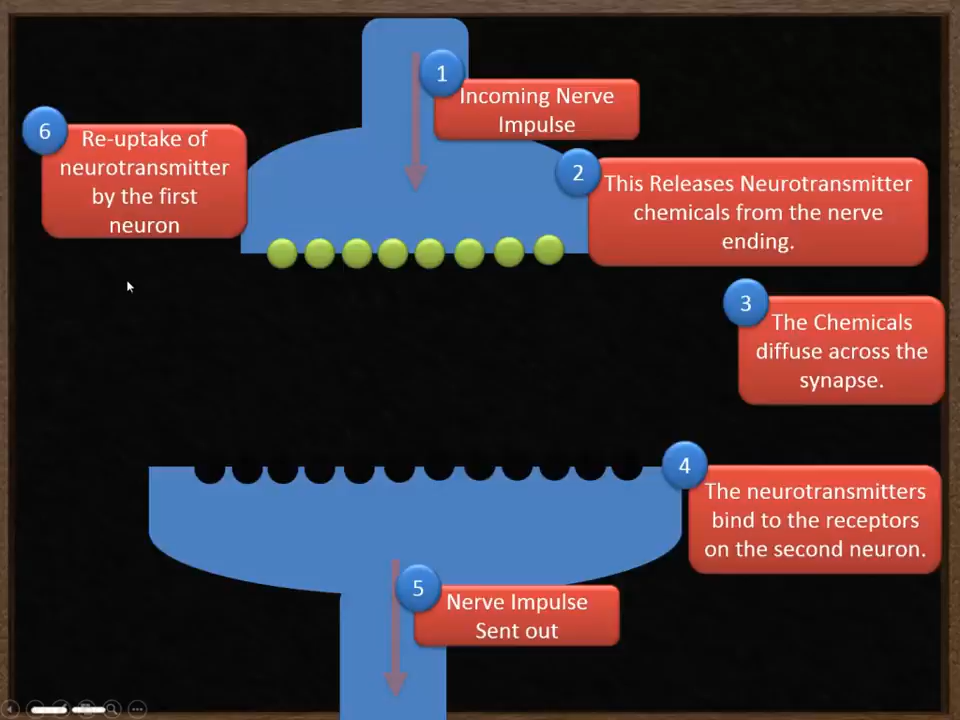 1
Incoming Nerve
Impulse
2
This Releases Neurotransmitter
chemicals from the nerve
ending.
3
The Chemicals
diffuse across the
synapse.
4
The neurotransmitters
bind to the receptors
on the second neuron.
5
Nerve Impulse
Sent out
6
Re-uptake of
neurotransmitter
by the first
neuron